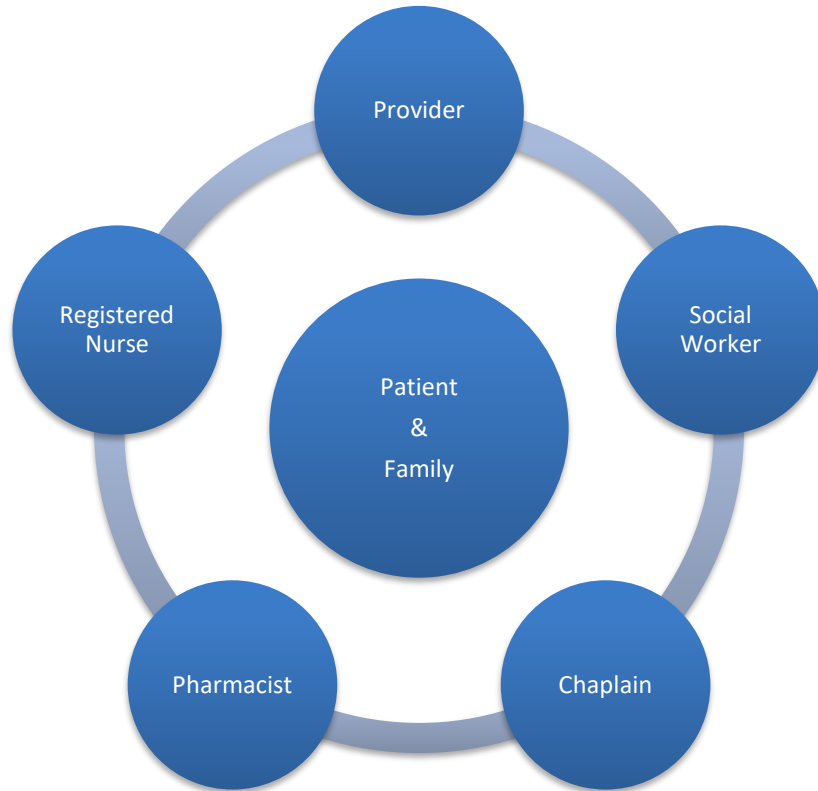 Provider
Registered
Nurse
Social
Worker
Patient
&
Family
Pharmacist
Chaplain